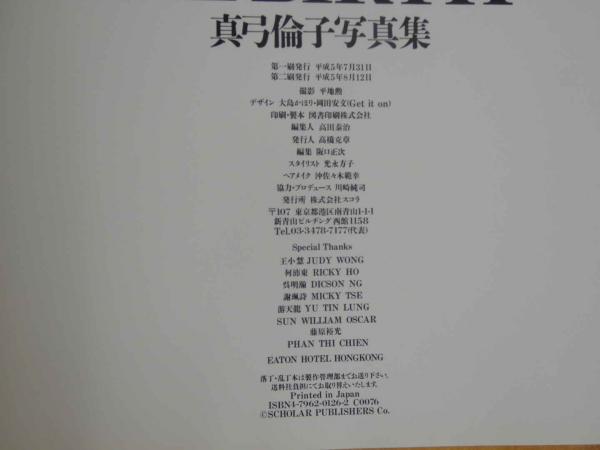 真弓倫子写真集
第一刷発行 平成5年7月31日
第二刷発行 平成5年8月12日
撮影 平地勲
デザイン 大島かほり・岡田安文(Get it on)
印刷・製本 図書印刷株式会社
編集人 高田泰治
発行人 高橋克章
編集 阪口正次
スタイリスト 光永方子
ヘアメイク 沖佐々木範幸
協力・プロデュース 川崎純司
発行所 株式会社スコラ
〒107 東京都港区南青山1-1-1
新青山ビルヂング西館1158
Tel.03-3478-7177(代表)
Special Thanks
王小慧 JUDY WONG
何沛東 RICKY HO
呉明瀚 DICSON NG
謝珮詩 MICKY TSE
游天龍 YU TIN LUNG
SUN WILLIAM OSCAR
藤原裕光
PHAN THI CHIEN
EATON HOTEL HONGKONG
落丁・乱丁本は製作管理部までお送り下さい。
送料社負担にてお取り替えいたします。
Printed in Japan
ISBN4-7962-0126-2 C0076
©SCHOLAR PUBLISHERS Co.